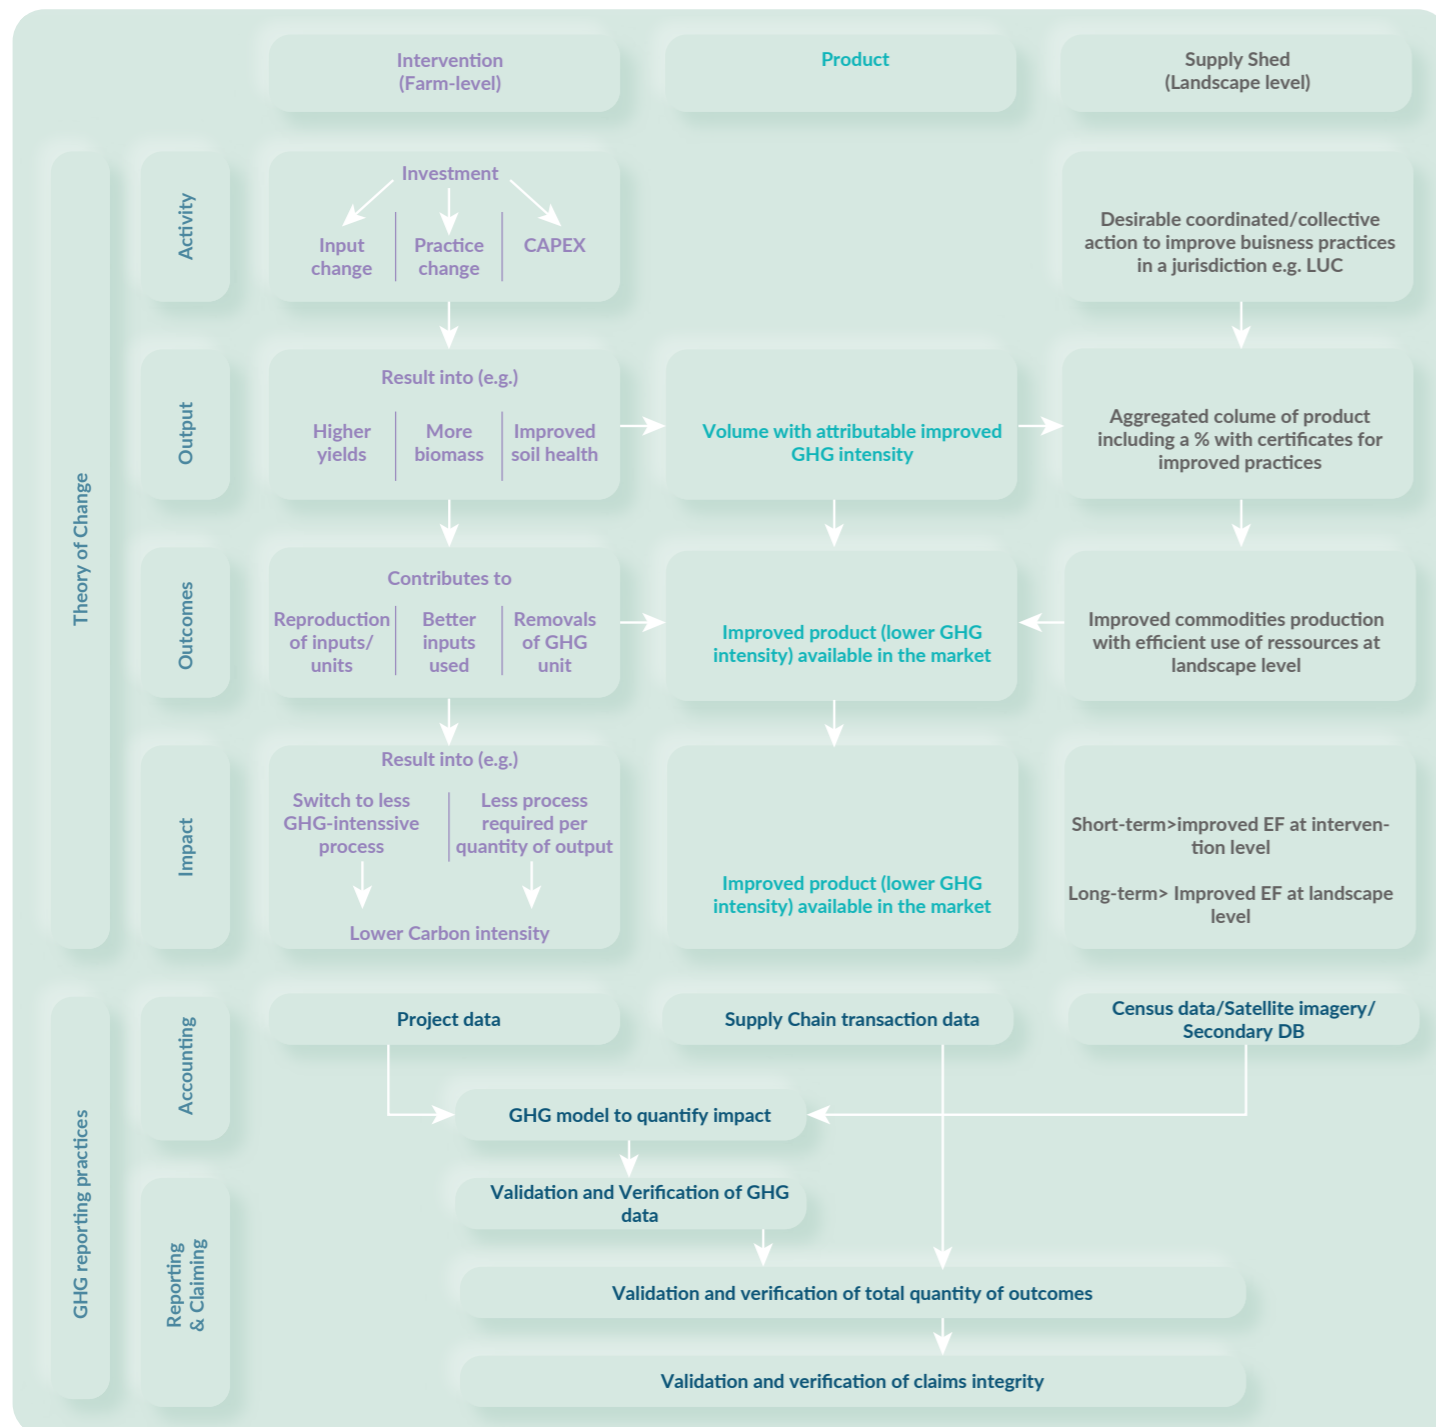 Intervention
(Farm-level)
Product
Supply Shed
(Landscape level)
Theory of Change
Activity
Investment
Input
change
Practice
change
CAPEX
Desirable coordinated/collective
action to improve buisness practices
in a jurisdiction e.g. LUC
Output
Result into (e.g.)
Higher
yields
More
biomass
Improved
soil health
Volume with attributable improved
GHG intensity
Aggregated colume of product
including a % with certificates for
improved practices
Outcomes
Contributes to
Reproduction
of inputs/
units
Better
inputs
used
Removals
of GHG
unit
Improved product (lower GHG
intensity) available in the market
Improved commodities production
with efficient use of ressources at
landscape level
Impact
Result into (e.g.)
Switch to less
GHG-intenssive
process
Less process
required per
quantity of output
Lower Carbon intensity
Improved product (lower GHG
intensity) available in the market
Short-term>improved EF at interven-
tion level
Long-term> Improved EF at landscape
level
GHG reporting practices
Accounting
Project data
Supply Chain transaction data
Census data/Satellite imagery/
Secondary DB
GHG model to quantify impact
Reporting
& Claiming
Validation and Verification of GHG
data
Validation and verification of total quantity of outcomes
Validation and verification of claims integrity